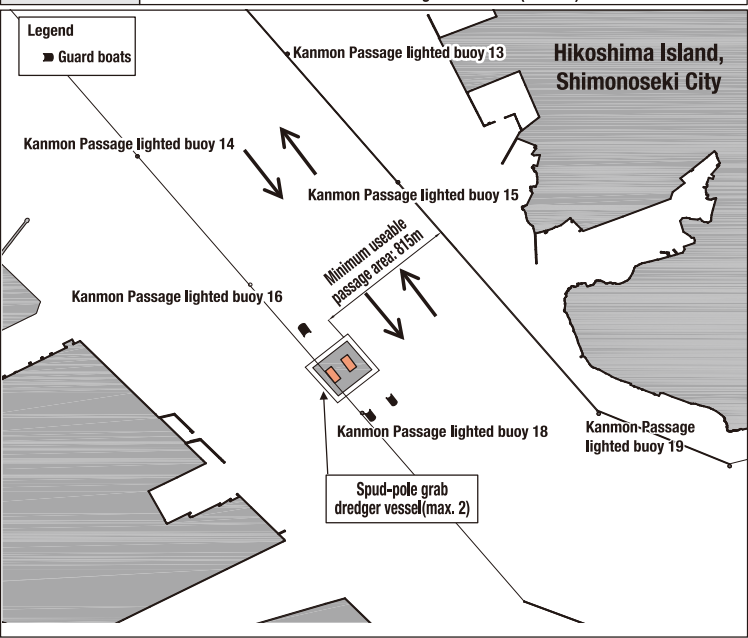 Legend
Guard boats
Kanmon Passage lighted buoy 13
Hikoshima Island,
Shimonoseki City
Kanmon Passage lighted buoy 14
Kanmon Passage lighted buoy 15
Minimum useable
passage area: 815m
Kanmon Passage lighted buoy 16
Kanmon Passage lighted buoy 18
Kanmon Passage
lighted buoy 19
Spud-pole grab
dredger vessel(max. 2)